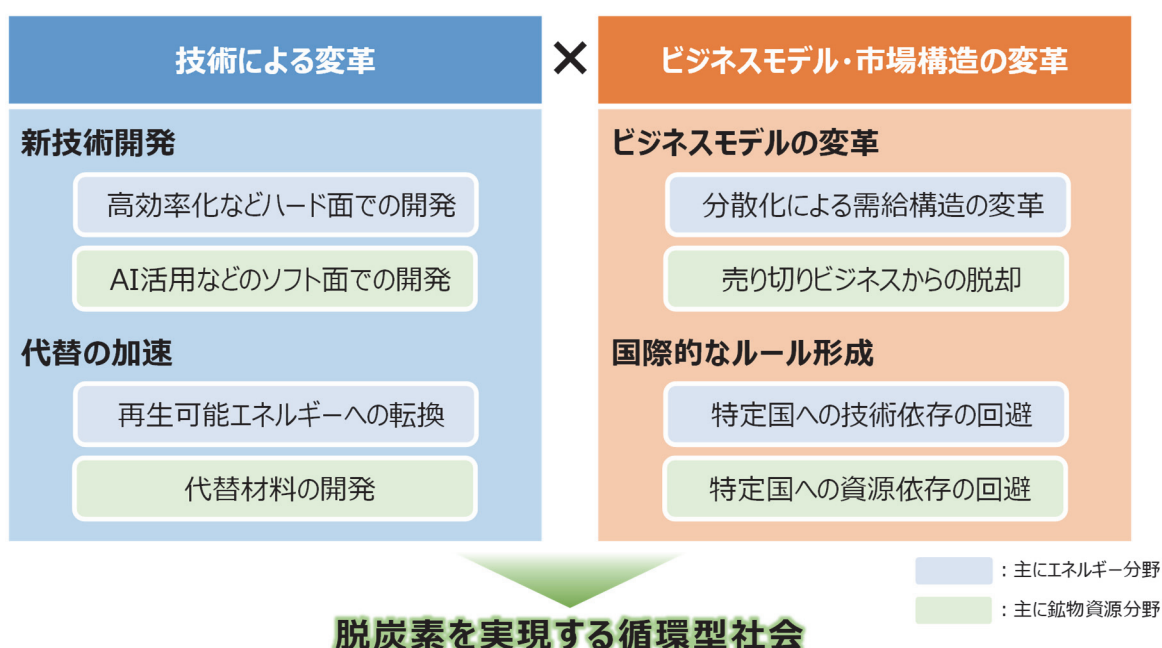 技術による変革
×
ビジネスモデル・市場構造の変革
新技術開発
高効率化などハード面での開発
AI活用などのソフト面での開発
代替の加速
再生可能エネルギーへの転換
代替材料の開発
ビジネスモデルの変革
分散化による需給構造の変革
売り切りビジネスからの脱却
国際的なルール形成
特定国への技術依存の回避
特定国への資源依存の回避
：主にエネルギー分野
：主に鉱物資源分野
脱炭素を実現する循環型社会